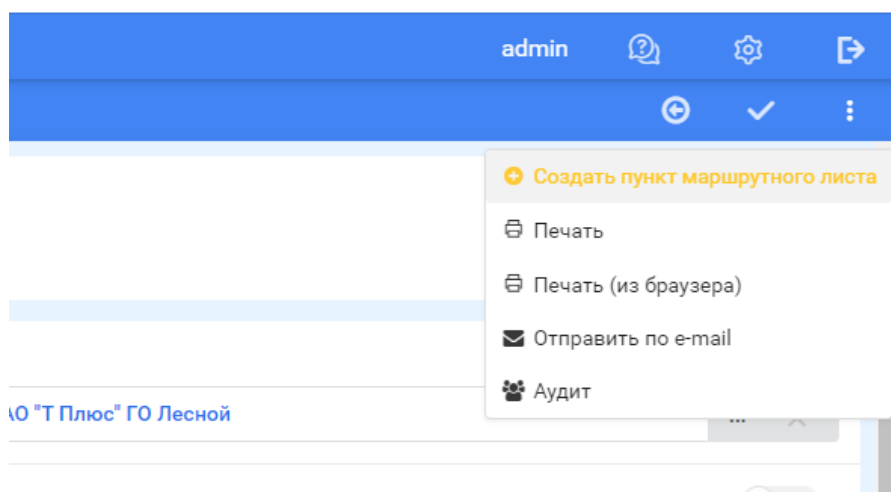 admin
Создать пункт маршрутного листа
Печать
Печать (из браузера)
Отправить по e-mail
Аудит
АО "Т Плюс" ГО Лесной